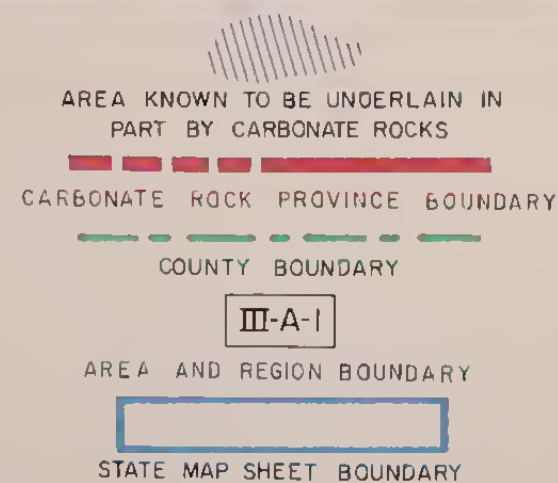 AREA KNOWN TO BE UNDERLAIN IN
PART BY CARBONATE ROCKS
CARBONATE ROCK PROVINCE BOUNDARY
COUNTY BOUNDARY
III-A-1
AREA AND REGION BOUNDARY
STATE MAP SHEET BOUNDARY